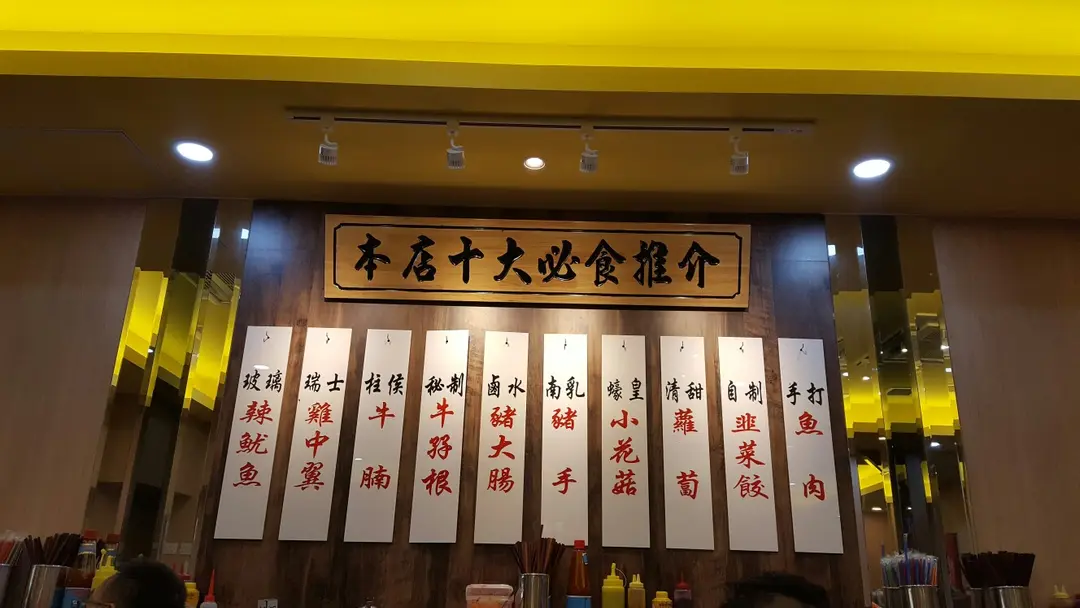 本店十大必食推介
玻璃
辣魷魚
瑞士
雞中翼
柱侯
牛腩
秘制
牛孖根
鹵水
豬大腸
南乳
豬手
蠔皇
小花菇
清甜
蘿蔔
自制
韮菜餃
手打
魚肉